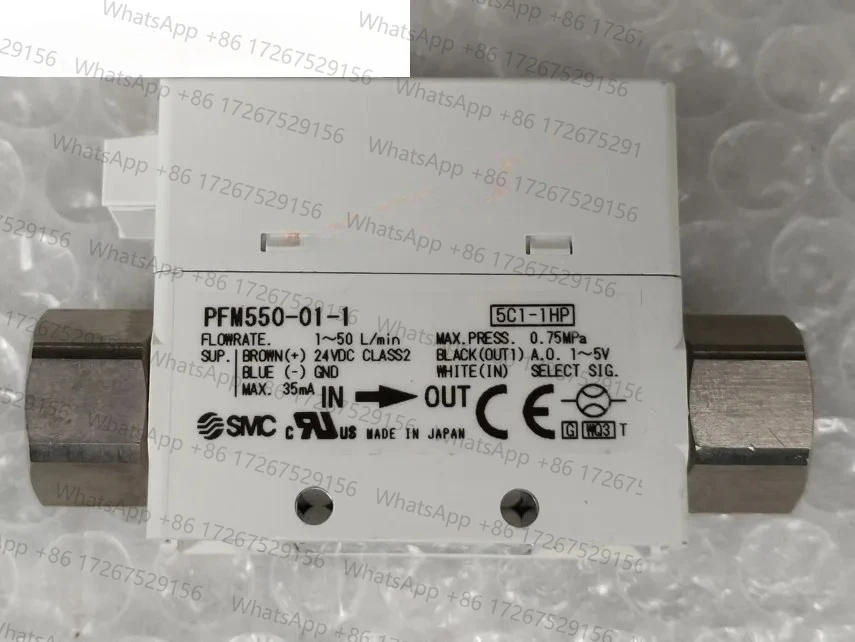 PFM550-01-1
5C1-1HP
FLOWRATE. 1~50 L/min
MAX.PRESS. 0.75MPa
SUP. BROWN(+) 24VDC CLASS2
BLACK(OUT1) A.O. 1~5V
BLUE (-) GND
WHITE(IN) SELECT SIG.
MAX. 35mA
IN OUT
SMC c RU US MADE IN JAPAN
CE
G WQ3 T
WhatsApp +86 17267529156